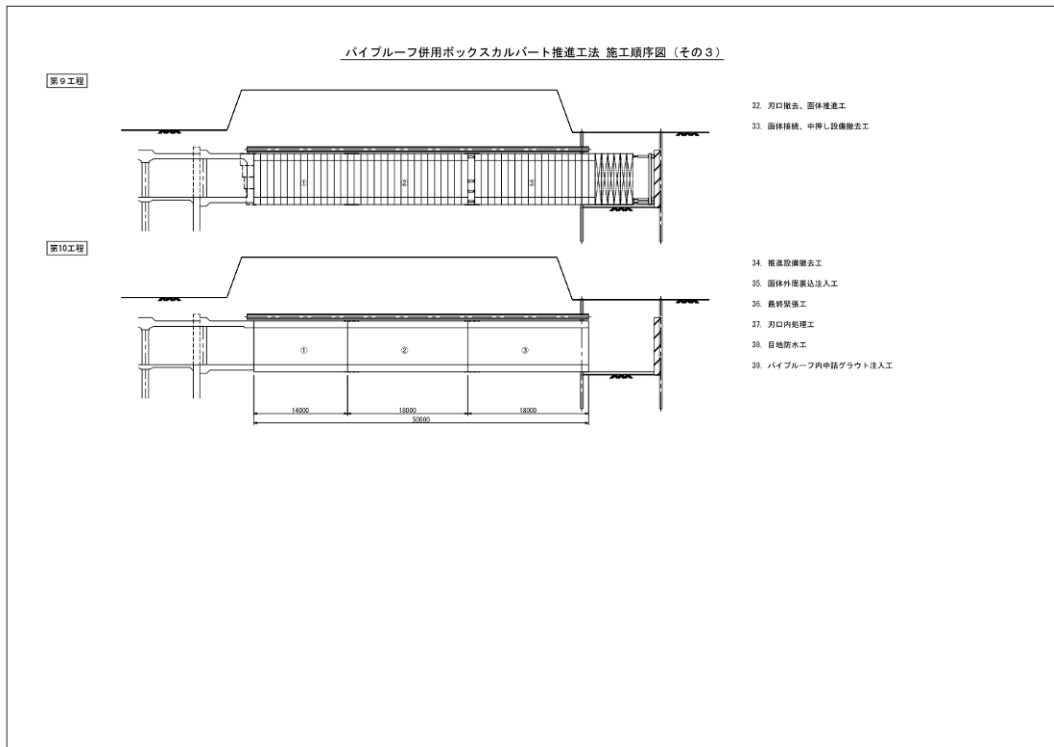 パイプルーフ併用ボックスカルバート推進工法 施工順序図（その３）
第９工程
32. 刃口撤去、函体推進工
33. 函体接続、中押し設備撤去工
①
②
③
第10工程
34. 推進設備撤去工
35. 函体外周裏込注入工
36. 最終緊張工
37. 刃口内処理工
38. 目地防水工
39. パイプルーフ内中詰グラウト注入工
①
②
③
14000
18000
18000
50000